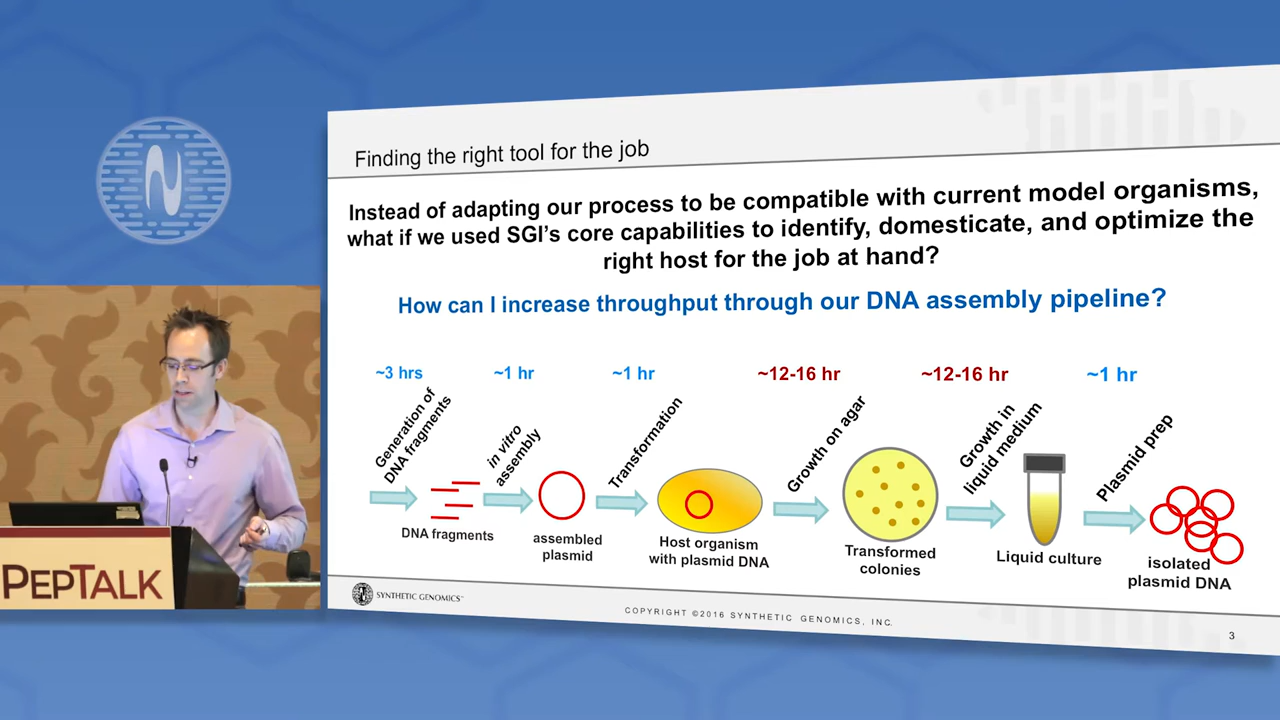 Finding the right tool for the job
Instead of adapting our process to be compatible with current model organisms,
what if we used SGI's core capabilities to identify, domesticate, and optimize the
right host for the job at hand?
How can I increase throughput through our DNA assembly pipeline?
~3 hrs
~1 hr
~1 hr
~12-16 hr
~12-16 hr
~1 hr
Generation of
DNA fragments
in vitro
assembly
Transformation
Growth on agar
Growth in
liquid medium
Plasmid prep
DNA fragments
assembled
plasmid
Host organism
with plasmid DNA
Transformed
colonies
Liquid culture
isolated
plasmid DNA
SYNTHETIC GENOMICS™
COPYRIGHT ©2016 SYNTHETIC GENOMICS, INC.
3
PEPTALK